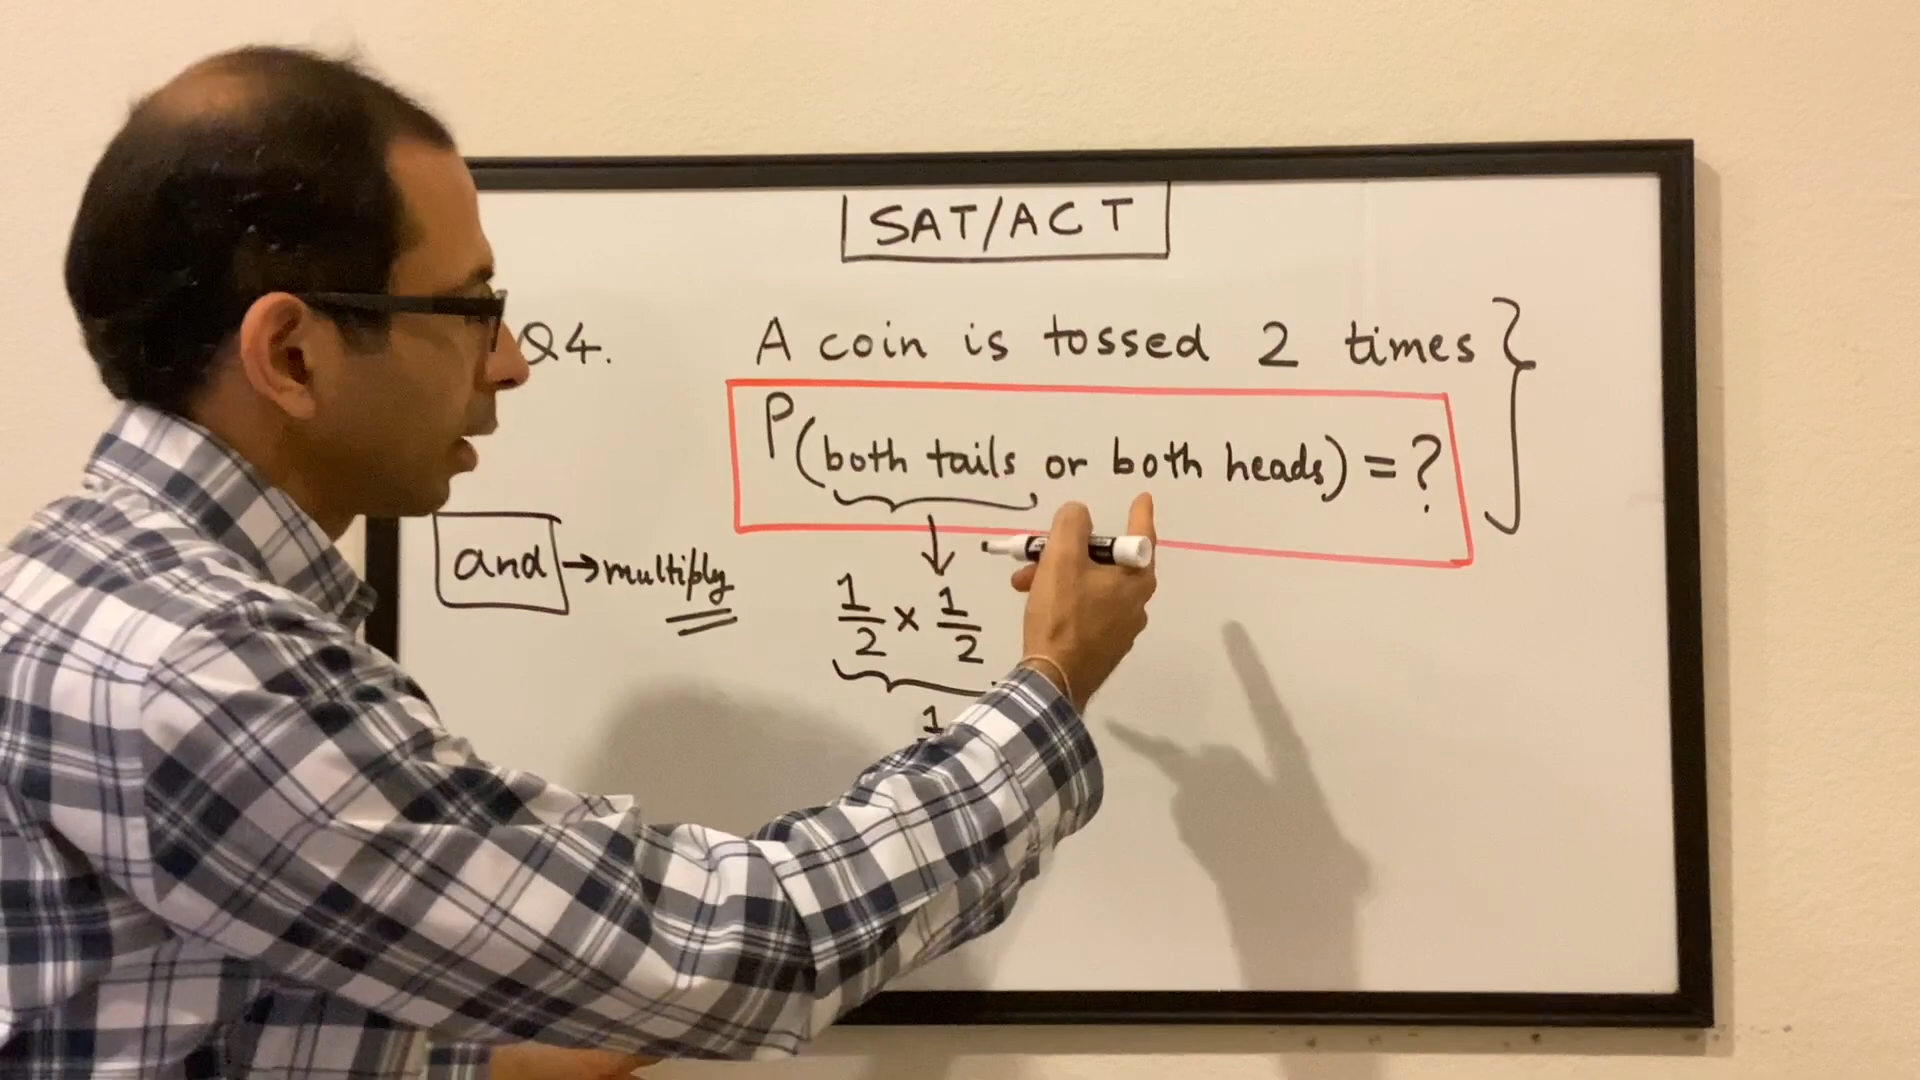 SAT/ACT
Q4. A coin is tossed 2 times
P(both tails or both heads) = ?
and → multiply
1/2 × 1/2
1